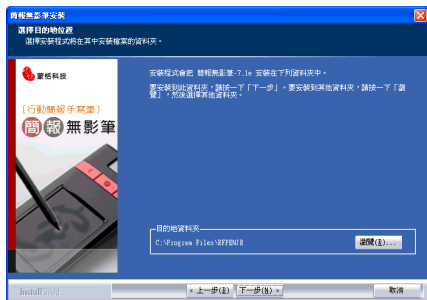 簡報無影筆安裝
選擇目的地位置
選擇安裝程式將在其中安裝檔案的資料夾。
蒙恬科技
[行動簡報手寫筆]
簡報無影筆
安裝程式會把 簡報無影筆-7.1e 安裝在下列資料夾中。
要安裝到此資料夾,請按一下「下一步」。要安裝到其他資料夾,請按一下「瀏
覽」,然後選擇其他資料夾。
目的地資料夾
C:\Program Files\RFPENJR
瀏覽(R)...
InstallShield
< 上一步(B)
下一步(N) >
取消